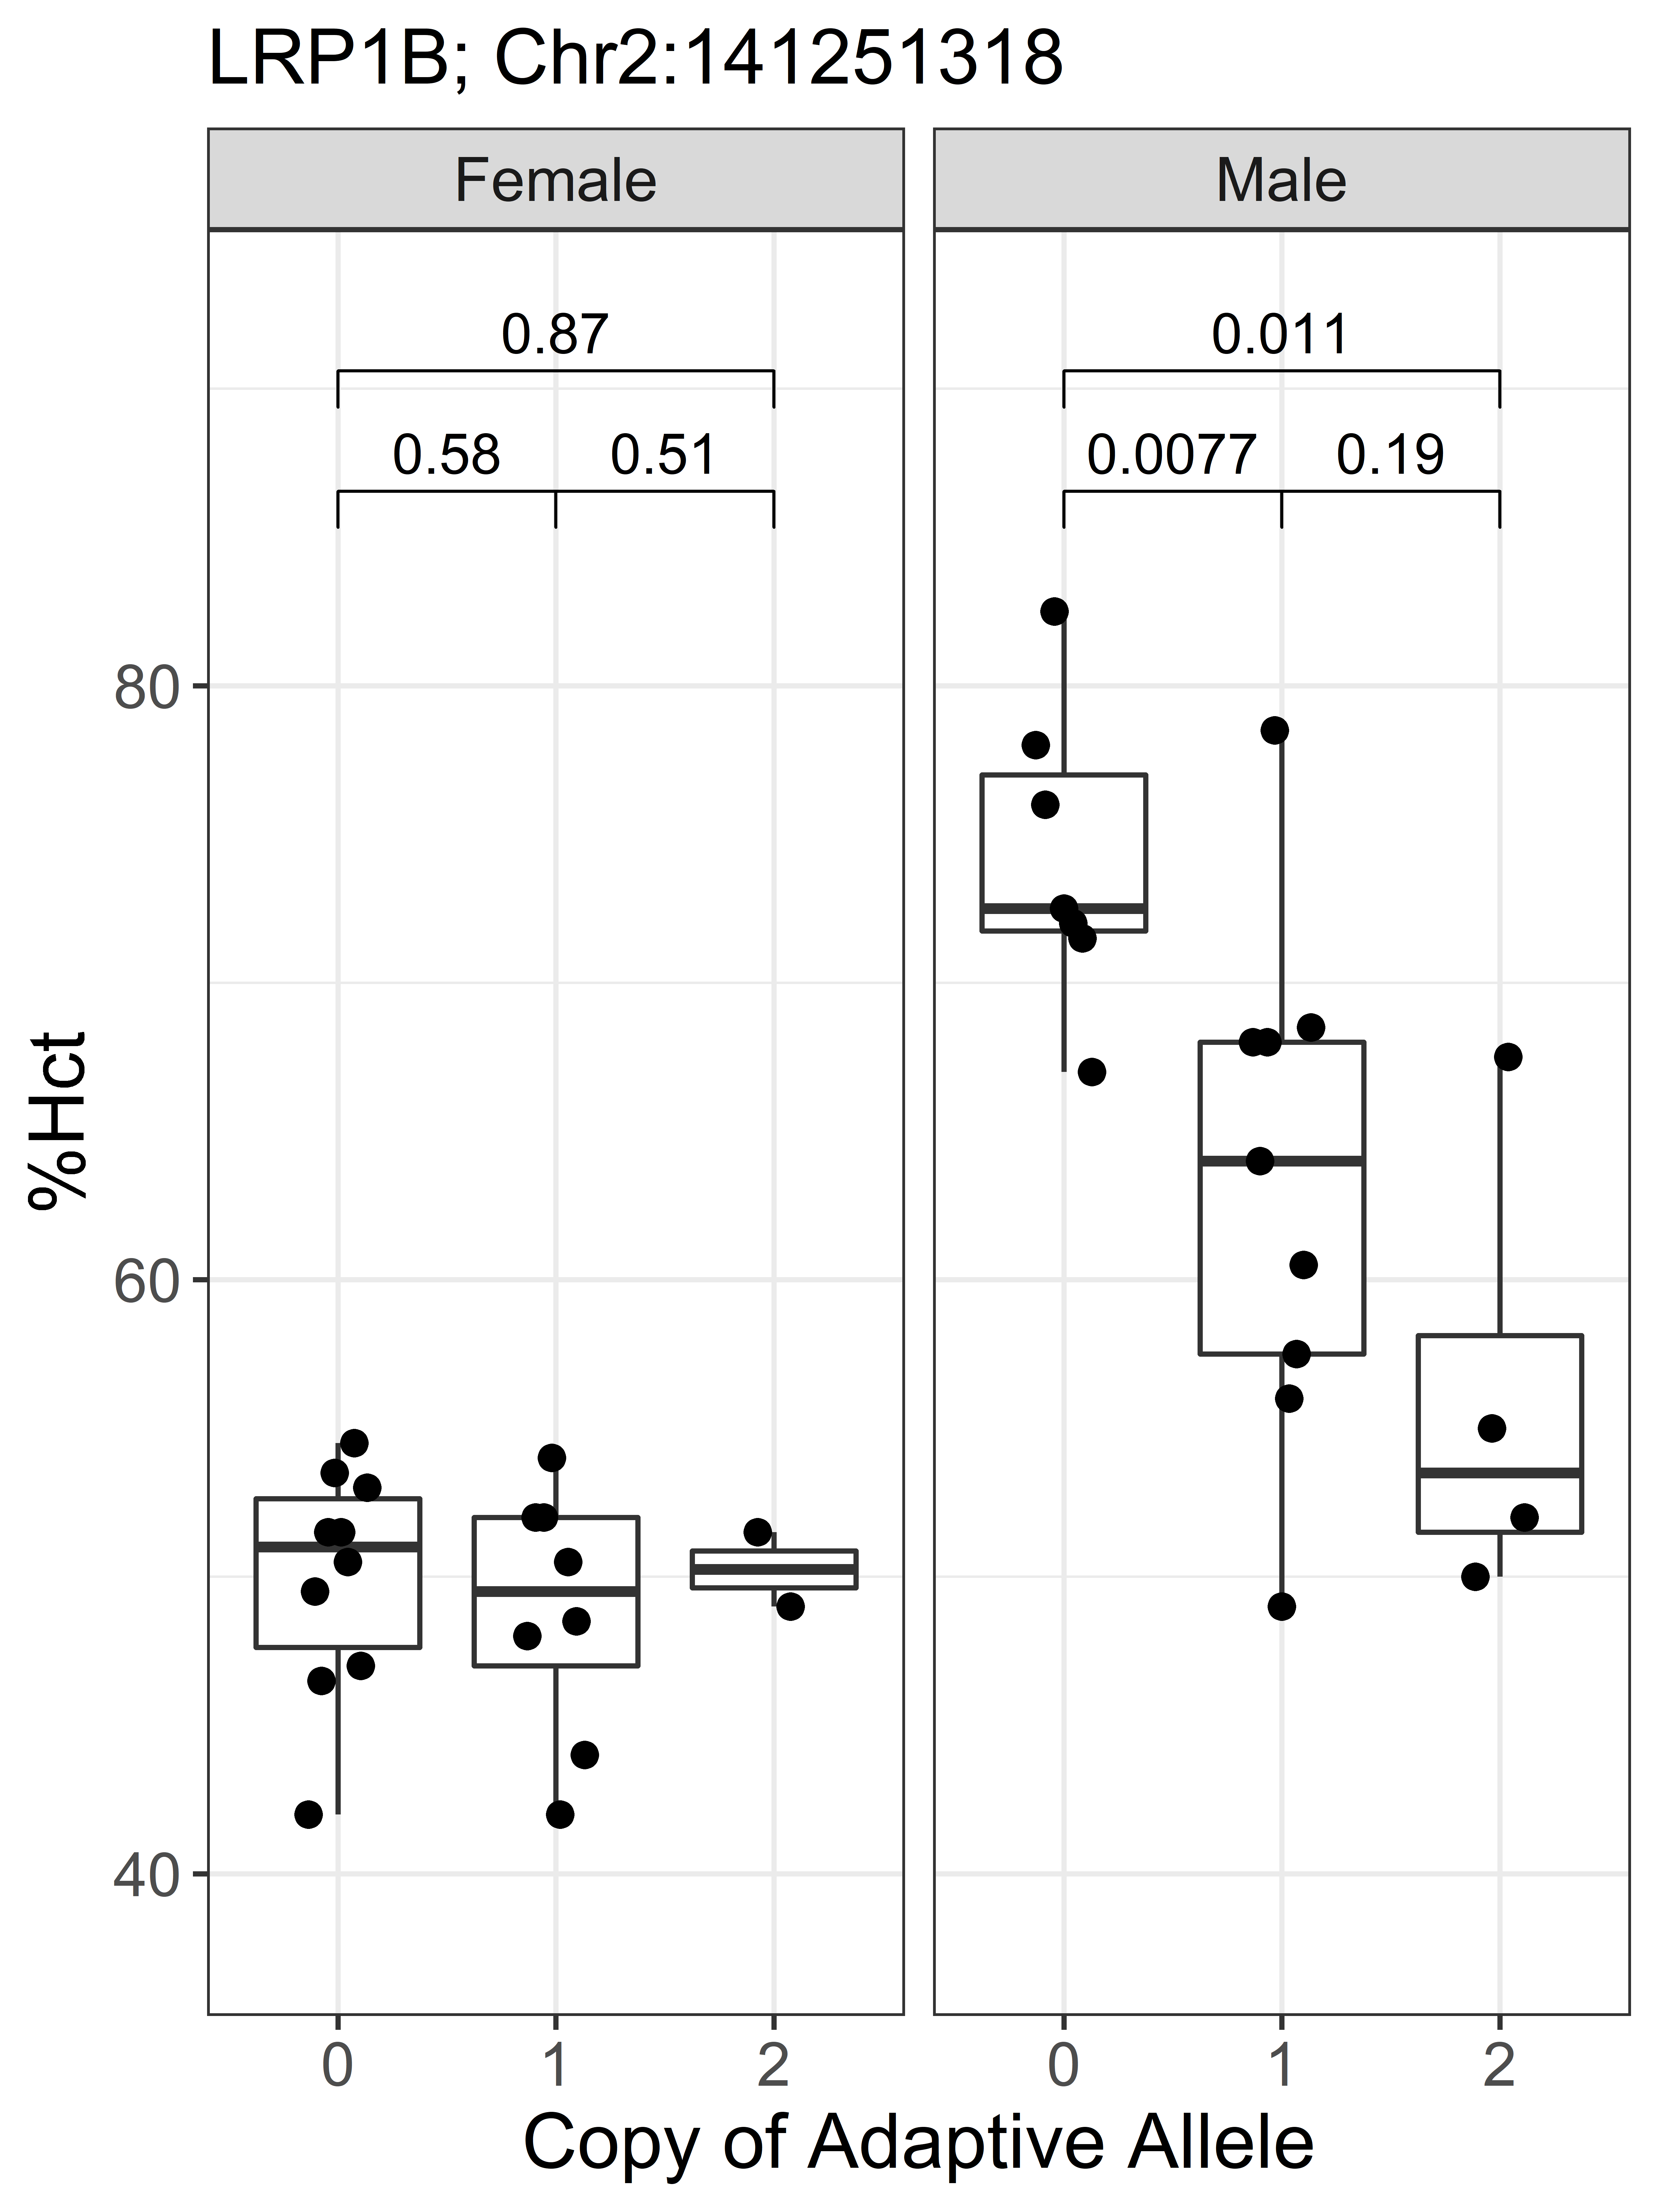 LRP1B; Chr2:141251318
Female
Male
0.87
0.011
0.58 0.51
0.0077 0.19
%Hct
80
60
40
0 1 2
0 1 2
Copy of Adaptive Allele